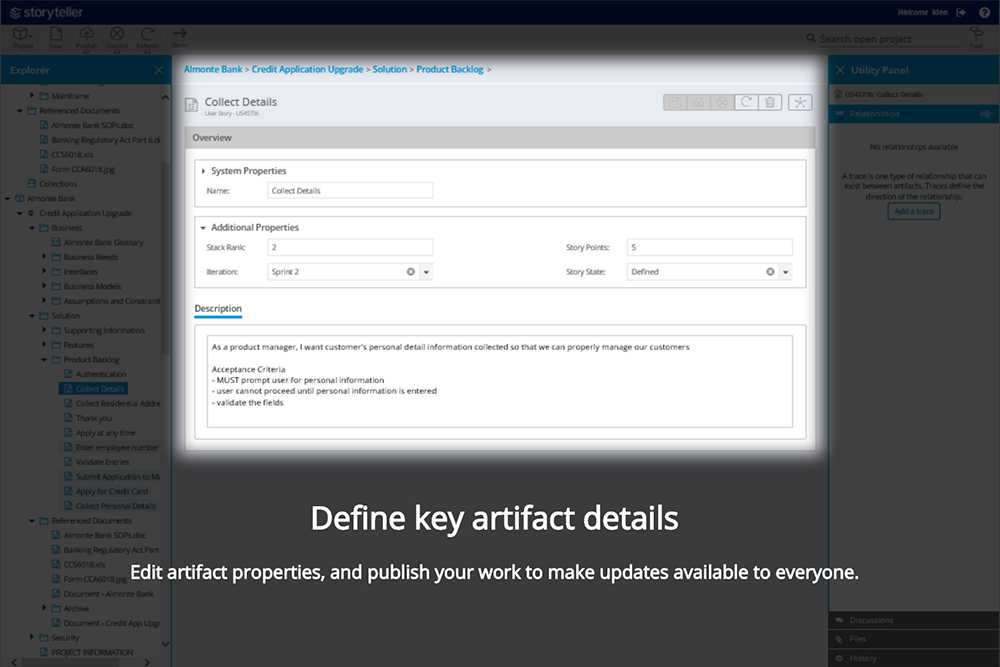 storyteller
Welcome klee
Project
New
Publish
All
Discard
All
Refresh
All
Go to
Search open project
Tour
Explorer
Mainframe
Referenced Documents
Almonte Bank SOPs.doc
Banking Regulatory Act Part 6.dc
CCS6018.xls
Form CCA6018.jpg
Collections
Almonte Bank
Credit Application Upgrade
Business
Almonte Bank Glossary
Business Needs
Interfaces
Business Models
Assumptions and Constraint
Solution
Supporting Information
Features
Product Backlog
Authentication
Collect Details
Collect Residential Addre
Thank you
Apply at any time
Enter employee number
Validate Entries
Submit Application to Ma
Apply for Credit Card
Collect Personal Details
Referenced Documents
Almonte Bank SOPs.doc
Banking Regulatory Act Part
CCS6018.xls
Form CCA6018.jpg
Document - Almonte Bank
Archive
Document - Credit App Upgr
Security
PROJECT INFORMATION
Almonte Bank > Credit Application Upgrade > Solution > Product Backlog >
Collect Details
User Story - US45736
Overview
System Properties
Name: Collect Details
Additional Properties
Stack Rank: 2 Story Points: 5
Iteration: Sprint 2 Story State: Defined
Description
As a product manager, I want customer's personal detail information collected so that we can properly manage our customers
Acceptance Criteria
- MUST prompt user for personal information
- user cannot proceed until personal information is entered
- validate the fields
Define key artifact details
Edit artifact properties, and publish your work to make updates available to everyone.
Utility Panel
US45736: Collect Details
Relationships
No relationships available
A trace is one type of relationship that can
exist between artifacts. Traces define the
direction of the relationship.
Add a trace
Discussions
Files
History